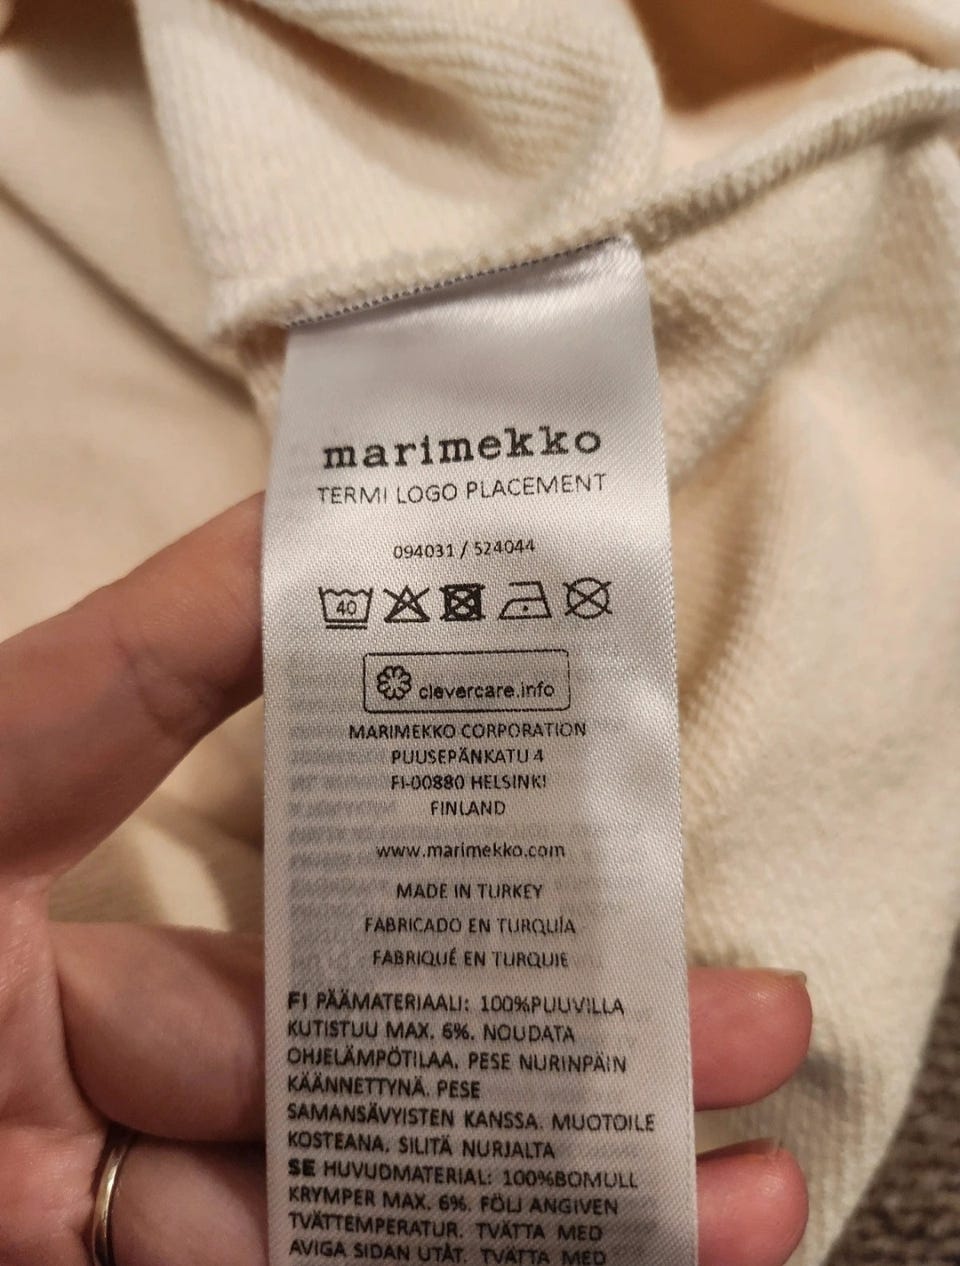 marimekko
TERMI LOGO PLACEMENT
094031 / 524044
40
clevercare.info
MARIMEKKO CORPORATION
PUUSEPÄNKATU 4
FI-00880 HELSINKI
FINLAND
www.marimekko.com
MADE IN TURKEY
FABRICADO EN TURQUÍA
FABRIQUÉ EN TURQUIE
FI PÄÄMATERIAALI: 100%PUUVILLA
KUTISTUU MAX. 6%. NOUDATA
OHJELÄMPÖTILAA. PESE NURINPÄIN
KÄÄNNETTYNÄ. PESE
SAMANSÄVYISTEN KANSSA. MUOTOILE
KOSTEANA. SILITÄ NURJALTA
SE HUVUDMATERIAL: 100%BOMULL
KRYMPER MAX. 6%. FÖLJ ANGIVEN
TVÄTTEMPERATUR. TVÄTTA MED
AVIGA SIDAN UTÅT. TVÄTTA MED